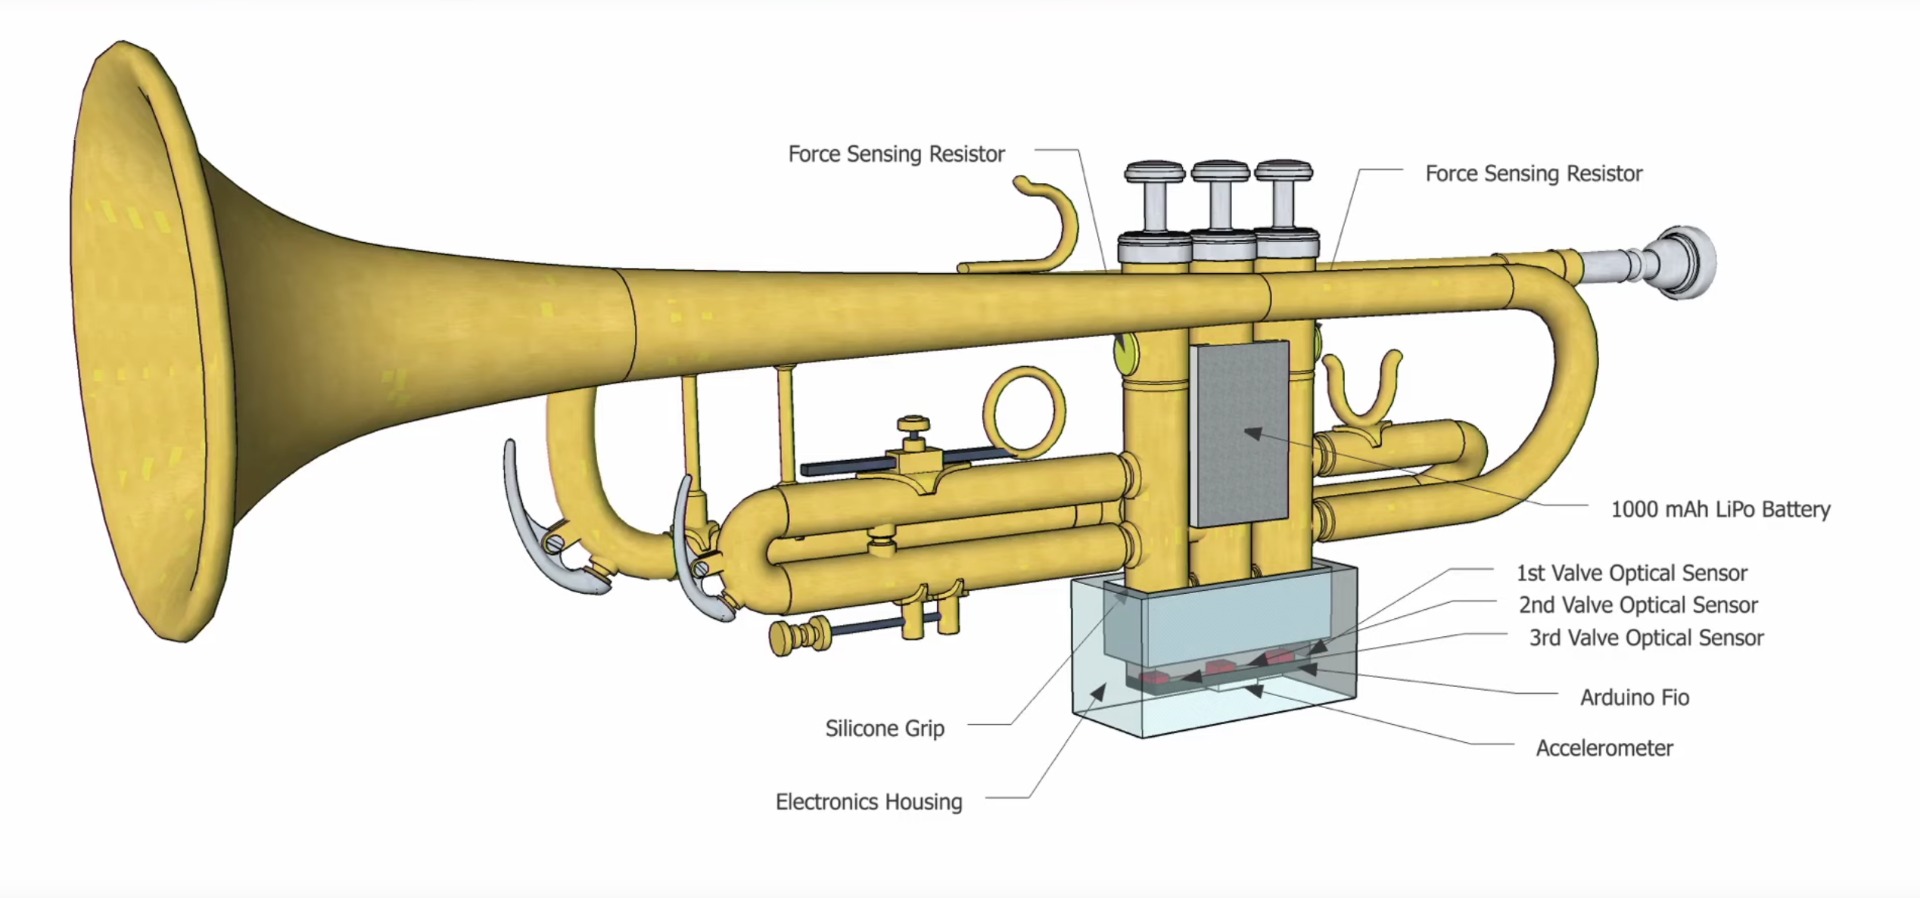 Force Sensing Resistor
Force Sensing Resistor
1000 mAh LiPo Battery
1st Valve Optical Sensor
2nd Valve Optical Sensor
3rd Valve Optical Sensor
Arduino Fio
Silicone Grip
Accelerometer
Electronics Housing